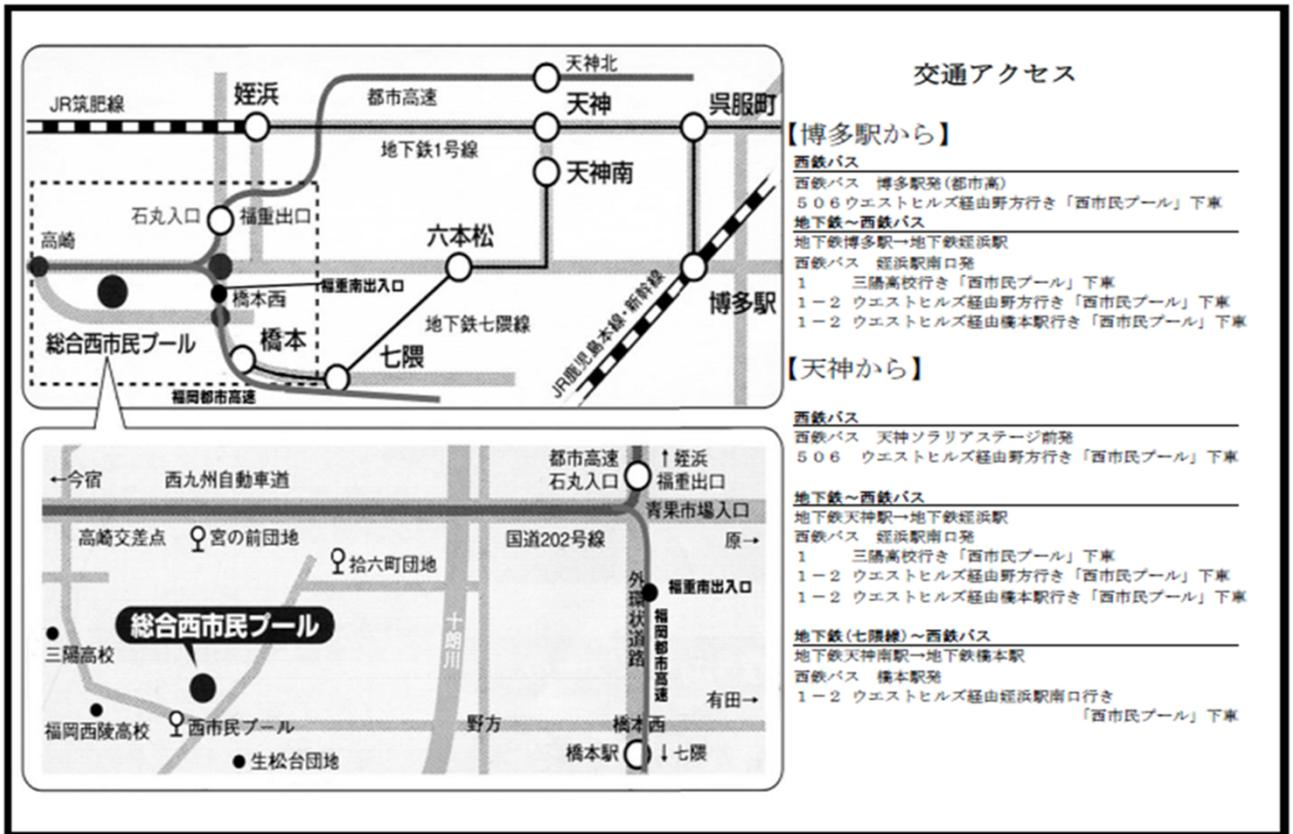 天神北
JR筑肥線
姪浜
都市高速
天神
呉服町
地下鉄1号線
天神南
石丸入口
福重出口
六本松
高崎
福重南出入口
橋本西
博多駅
地下鉄七隈線
橋本
総合西市民プール
七隈
JR鹿児島本線・新幹線
福岡都市高速
都市高速
石丸入口
↑姪浜
福重出口
←今宿
西九州自動車道
青果市場入口
高崎交差点
宮の前団地
国道202号線
原→
拾六町団地
外環状道路
福重南出入口
総合西市民プール
十郎川
福岡都市高速
三陽高校
有田→
福岡西陵高校
西市民プール
野方
橋本西
橋本駅
↓七隈
生松台団地
交通アクセス
【博多駅から】
西鉄バス
西鉄バス 博多駅発(都市高)
506ウエストヒルズ経由野方行き「西市民プール」下車
地下鉄～西鉄バス
地下鉄博多駅→地下鉄姪浜駅
西鉄バス 姪浜駅南口発
1 三陽高校行き「西市民プール」下車
1－2 ウエストヒルズ経由野方行き「西市民プール」下車
1－2 ウエストヒルズ経由橋本駅行き「西市民プール」下車
【天神から】
西鉄バス
西鉄バス 天神ソラリアステージ前発
506 ウエストヒルズ経由野方行き「西市民プール」下車
地下鉄～西鉄バス
地下鉄天神駅→地下鉄姪浜駅
西鉄バス 姪浜駅南口発
1 三陽高校行き「西市民プール」下車
1－2 ウエストヒルズ経由野方行き「西市民プール」下車
1－2 ウエストヒルズ経由橋本駅行き「西市民プール」下車
地下鉄(七隈線)～西鉄バス
地下鉄天神南駅→地下鉄橋本駅
西鉄バス 橋本駅発
1－2 ウエストヒルズ経由姪浜駅南口行き
「西市民プール」下車